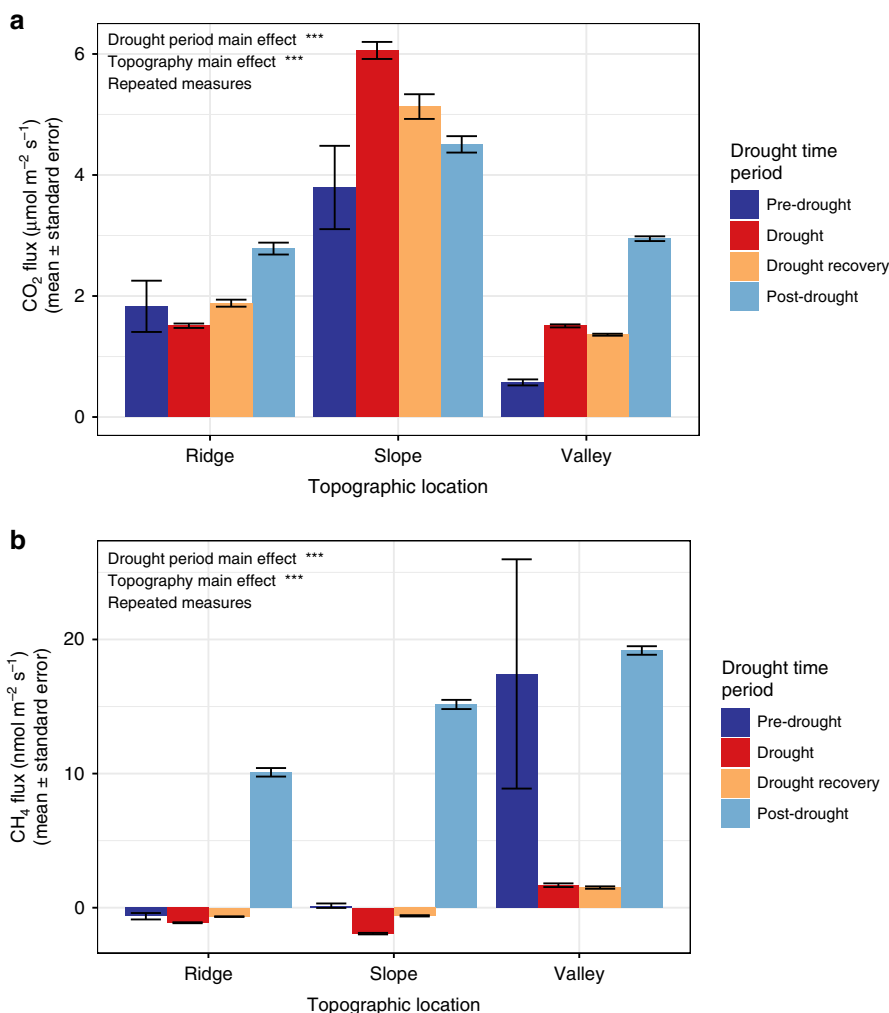 a
Drought period main effect ***
Topography main effect ***
Repeated measures
CO2 flux (μmol m−2 s−1)
(mean ± standard error)
6
4
2
0
Ridge
Slope
Valley
Topographic location
Drought time
period
Pre-drought
Drought
Drought recovery
Post-drought
b
Drought period main effect ***
Topography main effect ***
Repeated measures
CH4 flux (nmol m−2 s−1)
(mean ± standard error)
20
10
0
Ridge
Slope
Valley
Topographic location
Drought time
period
Pre-drought
Drought
Drought recovery
Post-drought